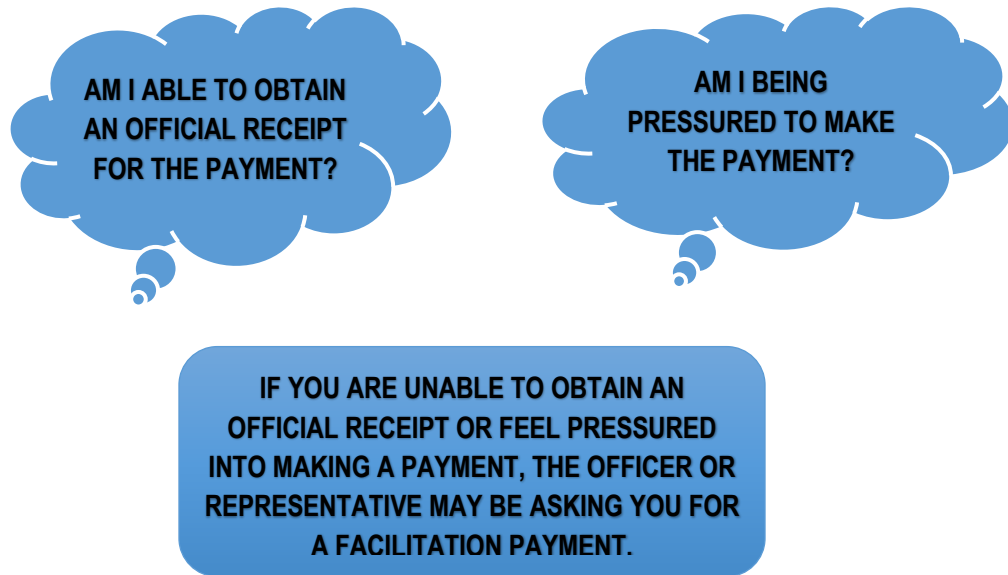 AM I ABLE TO OBTAIN
AN OFFICIAL RECEIPT
FOR THE PAYMENT?
AM I BEING
PRESSURED TO MAKE
THE PAYMENT?
IF YOU ARE UNABLE TO OBTAIN AN
OFFICIAL RECEIPT OR FEEL PRESSURED
INTO MAKING A PAYMENT, THE OFFICER OR
REPRESENTATIVE MAY BE ASKING YOU FOR
A FACILITATION PAYMENT.